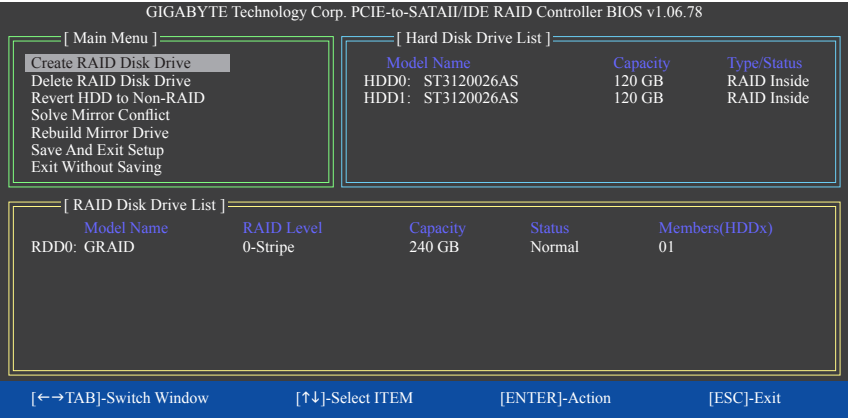 GIGABYTE Technology Corp. PCIE-to-SATAII/IDE RAID Controller BIOS v1.06.78
[ Main Menu ]
Create RAID Disk Drive
Delete RAID Disk Drive
Revert HDD to Non-RAID
Solve Mirror Conflict
Rebuild Mirror Drive
Save And Exit Setup
Exit Without Saving
[ Hard Disk Drive List ]
Model Name Capacity Type/Status
HDD0: ST3120026AS 120 GB RAID Inside
HDD1: ST3120026AS 120 GB RAID Inside
[ RAID Disk Drive List ]
Model Name RAID Level Capacity Status Members(HDDx)
RDD0: GRAID 0-Stripe 240 GB Normal 01
[←→TAB]-Switch Window [↑↓]-Select ITEM [ENTER]-Action [ESC]-Exit